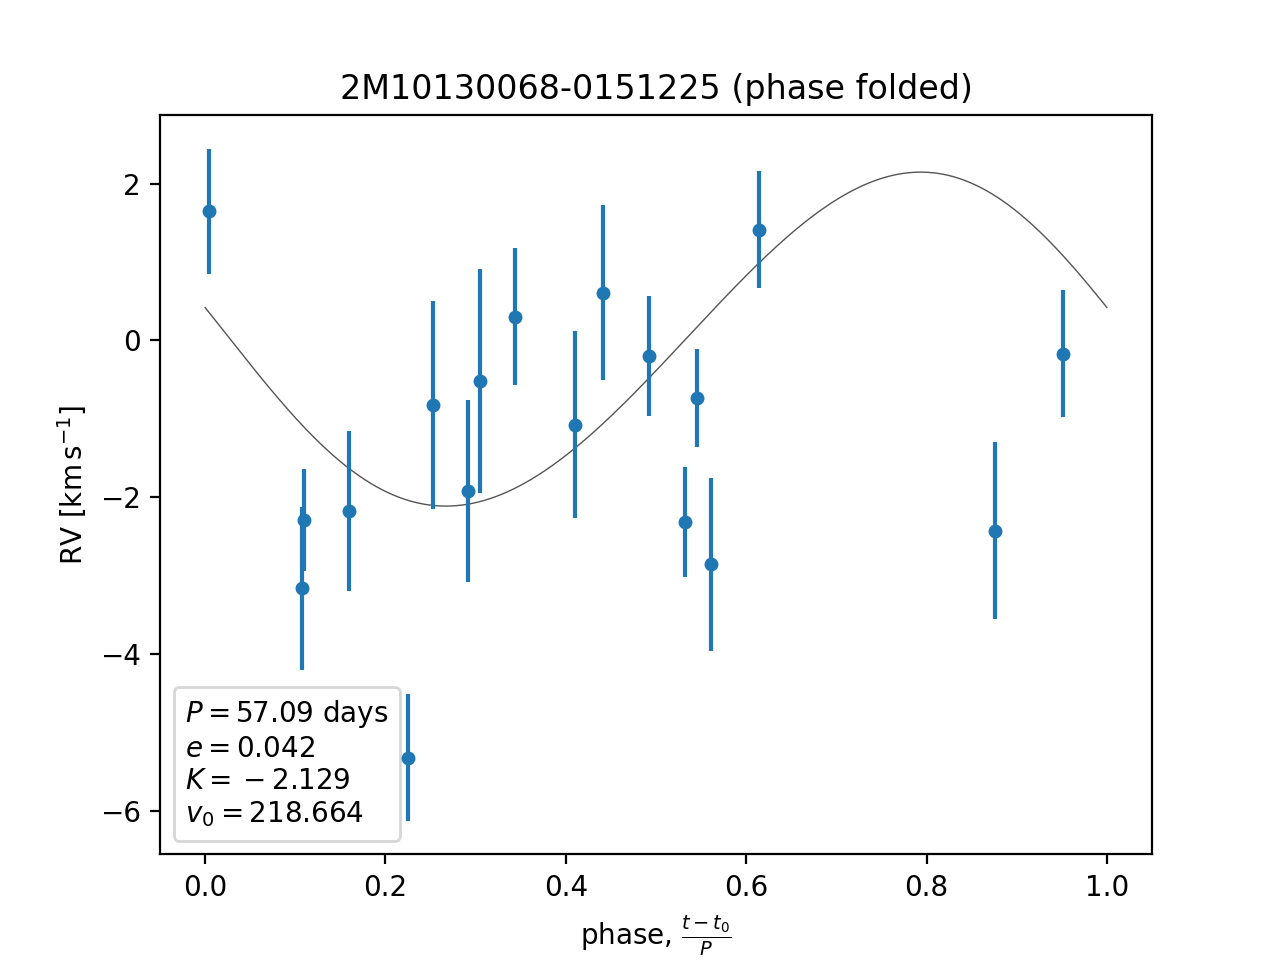 2M10130068-0151225 (phase folded)
RV [km s⁻¹]
2
0
−2
−4
−6
P = 57.09 days
e = 0.042
K = −2.129
v₀ = 218.664
0.0 0.2 0.4 0.6 0.8 1.0
phase, (t − t₀)/P